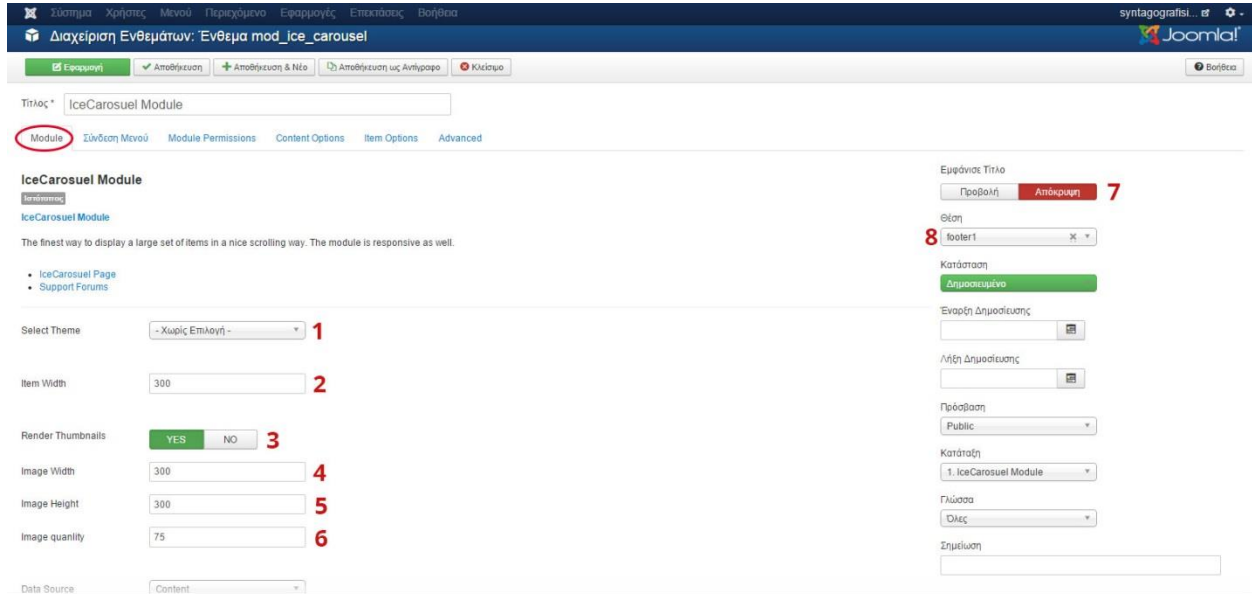 Σύστημα Χρήστες Μενού Περιεχόμενο Εφαρμογές Επεκτάσεις Βοήθεια syntagografisi...
Διαχείριση Ενθεμάτων: Ένθεμα mod_ice_carousel Joomla!
Εφαρμογή Αποθήκευση Αποθήκευση & Νέο Αποθήκευση ως Αντίγραφο Κλείσιμο Βοήθεια
Τίτλος * IceCarosuel Module
Module Σύνδεση Μενού Module Permissions Content Options Item Options Advanced
IceCarosuel Module
Ιστότοπος
IceCarosuel Module
The finest way to display a large set of items in a nice scrolling way. The module is responsive as well.
IceCarosuel Page
Support Forums
Select Theme - Χωρίς Επιλογή - 1
Item Width 300 2
Render Thumbnails YES NO 3
Image Width 300 4
Image Height 300 5
Image quanlity 75 6
Data Source Content
Εμφάνισε Τίτλο
Προβολή Απόκρυψη 7
Θέση
8 footer1
Κατάσταση
Δημοσιευμένο
Έναρξη Δημοσίευσης
Λήξη Δημοσίευσης
Πρόσβαση
Public
Κατάταξη
1. IceCarosuel Module
Γλώσσα
Όλες
Σημείωση